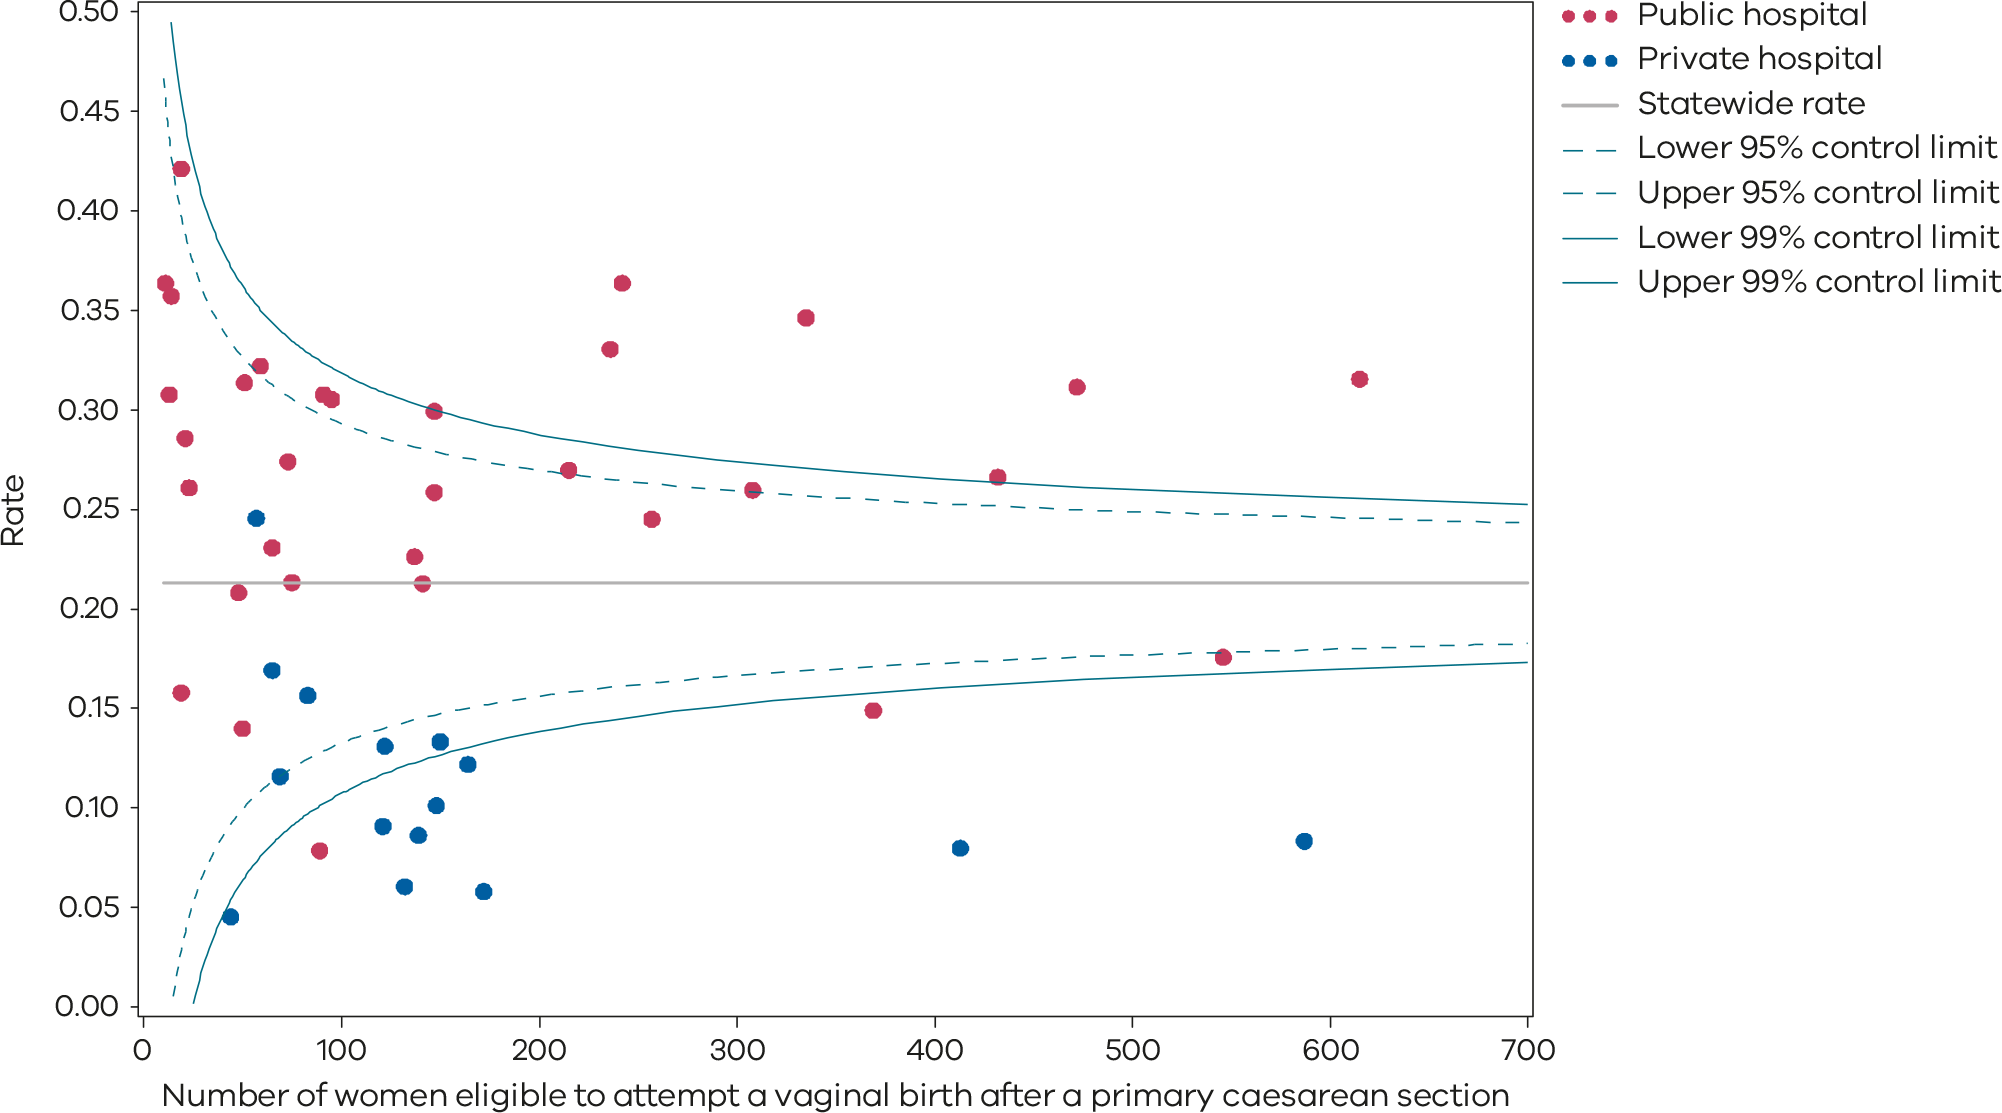 0.50
0.45
0.40
0.35
0.30
0.25
0.20
0.15
0.10
0.05
0.00
Rate
0 100 200 300 400 500 600 700
Number of women eligible to attempt a vaginal birth after a primary caesarean section
Public hospital
Private hospital
Statewide rate
Lower 95% control limit
Upper 95% control limit
Lower 99% control limit
Upper 99% control limit